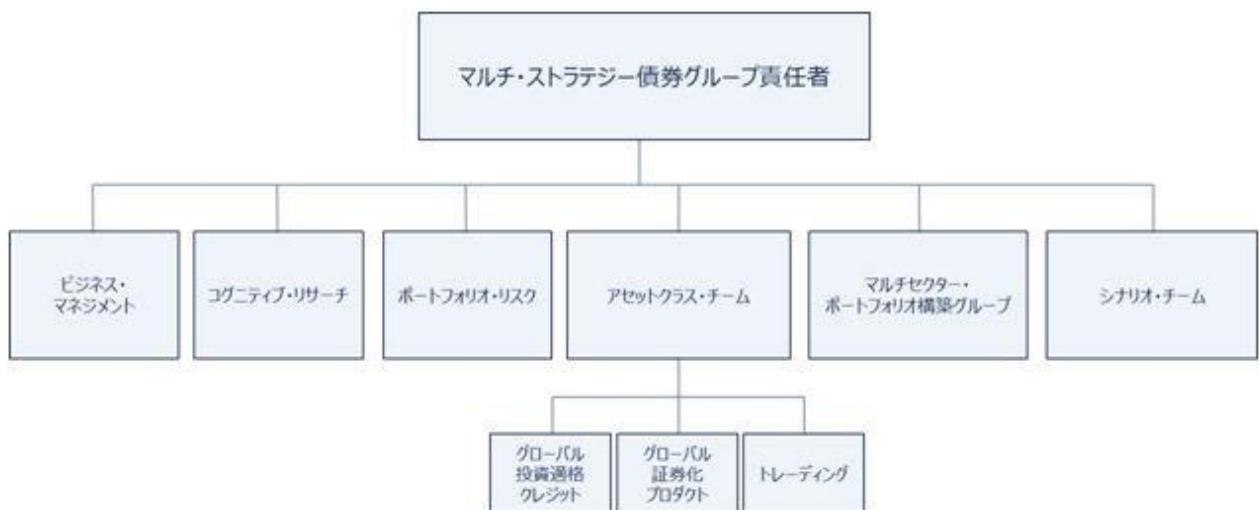 マルチ・ストラテジー債券グループ責任者
ビジネス・
マネジメント
コグニティブ・リサーチ
ポートフォリオ・リスク
アセットクラス・チーム
マルチセクター・
ポートフォリオ構築グループ
シナリオ・チーム
グローバル
投資適格
クレジット
グローバル
証券化
プロダクト
トレーディング